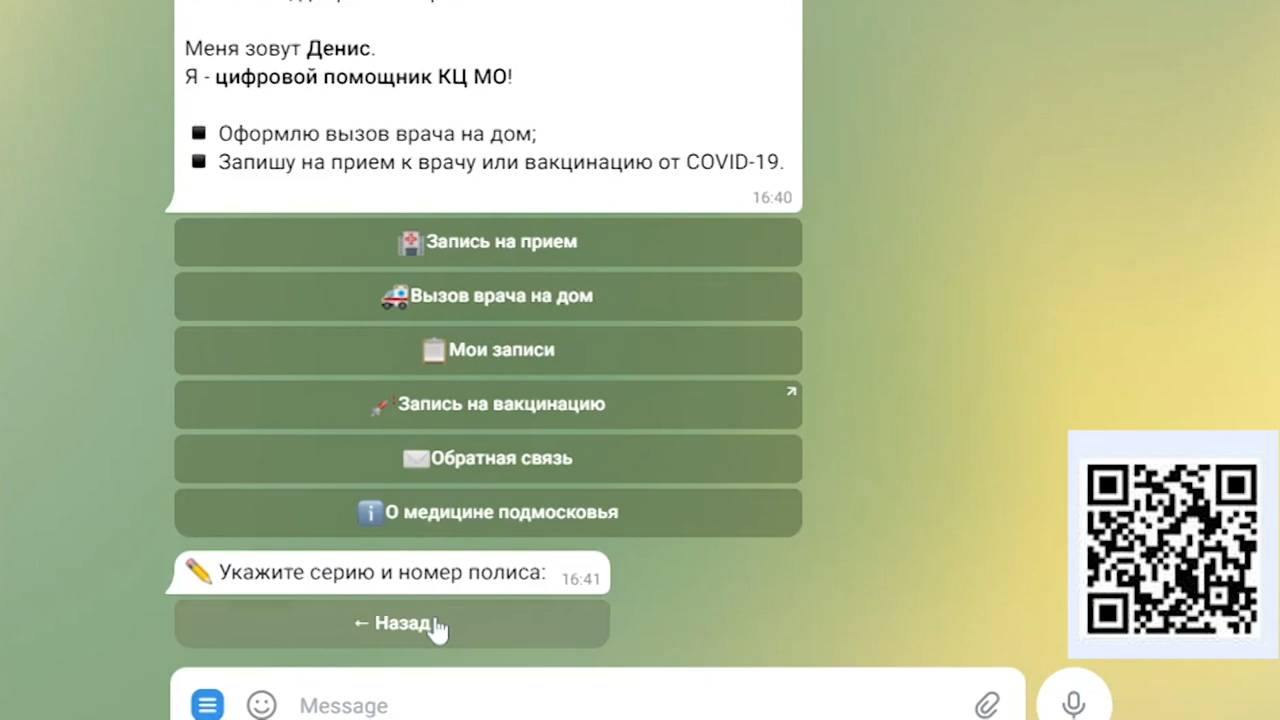 Меня зовут Денис.
Я - цифровой помощник КЦ МО!
Оформлю вызов врача на дом;
Запишу на прием к врачу или вакцинацию от COVID-19.
16:40
Запись на прием
Вызов врача на дом
Мои записи
Запись на вакцинацию
Обратная связь
О медицине подмосковья
Укажите серию и номер полиса:
16:41
← Назад
Message